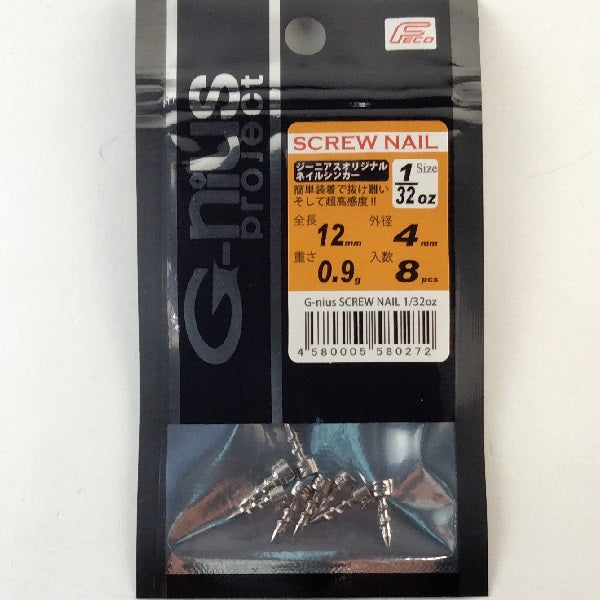 FECO
G-nius
project
SCREW NAIL
ジーニアスオリジナル
ネイルシンカー
簡単装着で抜け難い
そして超高感度!!
1/32oz Size
全長 12mm 外径 4mm
重さ 0.9g 入数 8pcs
G-nius SCREW NAIL 1/32oz
4 580005 580272